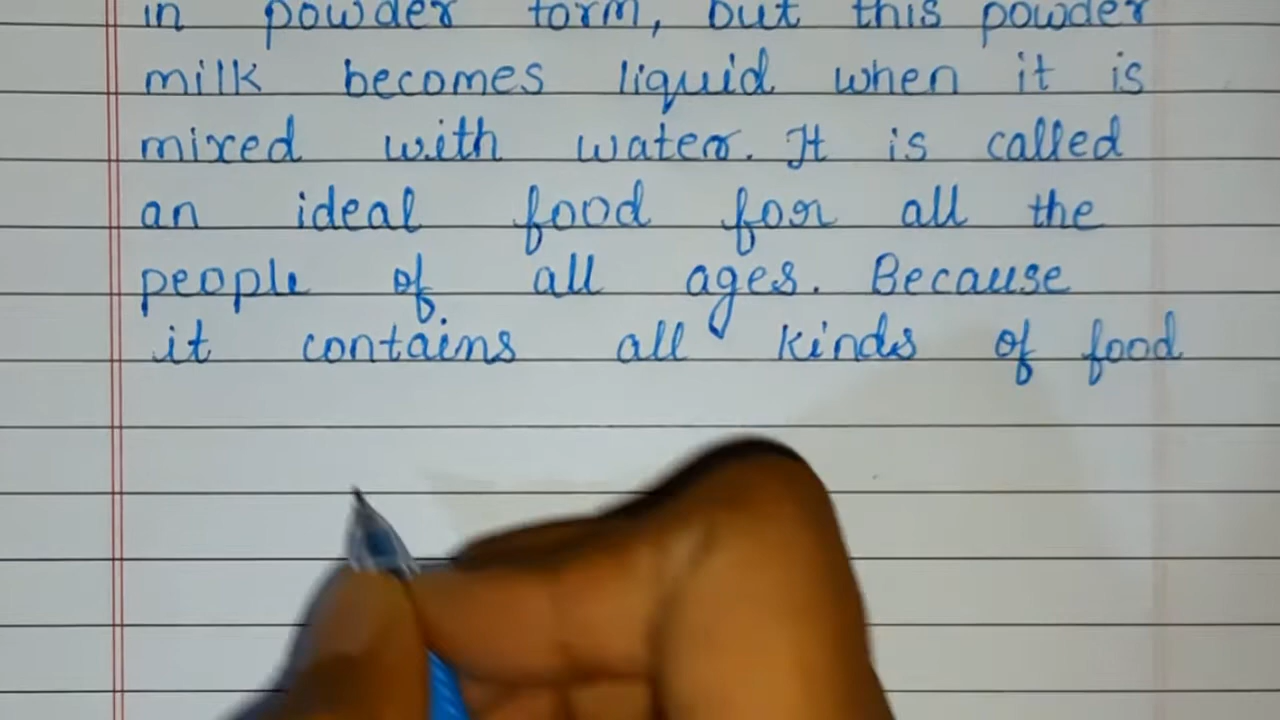 in powder form, but this powder
milk becomes liquid when it is
mixed with water. It is called
an ideal food for all the
people of all ages. Because
it contains all kinds of food